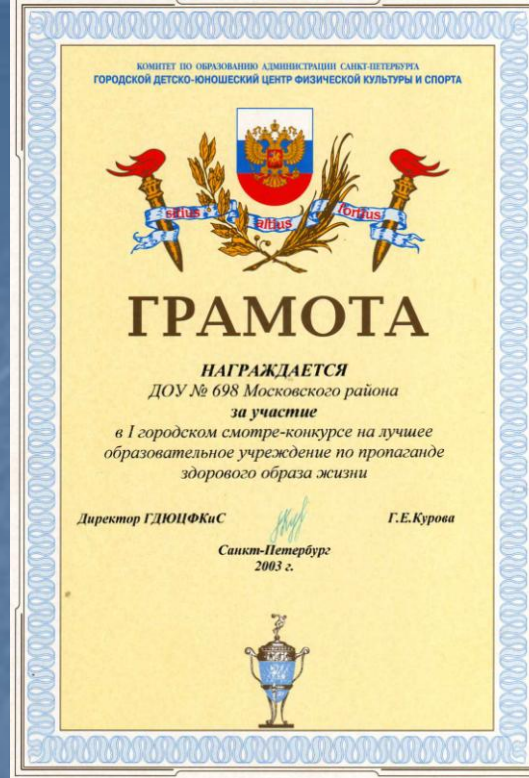 КОМИТЕТ ПО ОБРАЗОВАНИЮ АДМИНИСТРАЦИИ САНКТ-ПЕТЕРБУРГА
ГОРОДСКОЙ ДЕТСКО-ЮНОШЕСКИЙ ЦЕНТР ФИЗИЧЕСКОЙ КУЛЬТУРЫ И СПОРТА
altius
fortius
ГРАМОТА
НАГРАЖДАЕТСЯ
ДОУ № 698 Московского района
за участие
в I городском смотре-конкурсе на лучшее
образовательное учреждение по пропаганде
здорового образа жизни
Директор ГДЮЦФКиС Г.Е.Курова
Санкт-Петербург
2003 г.